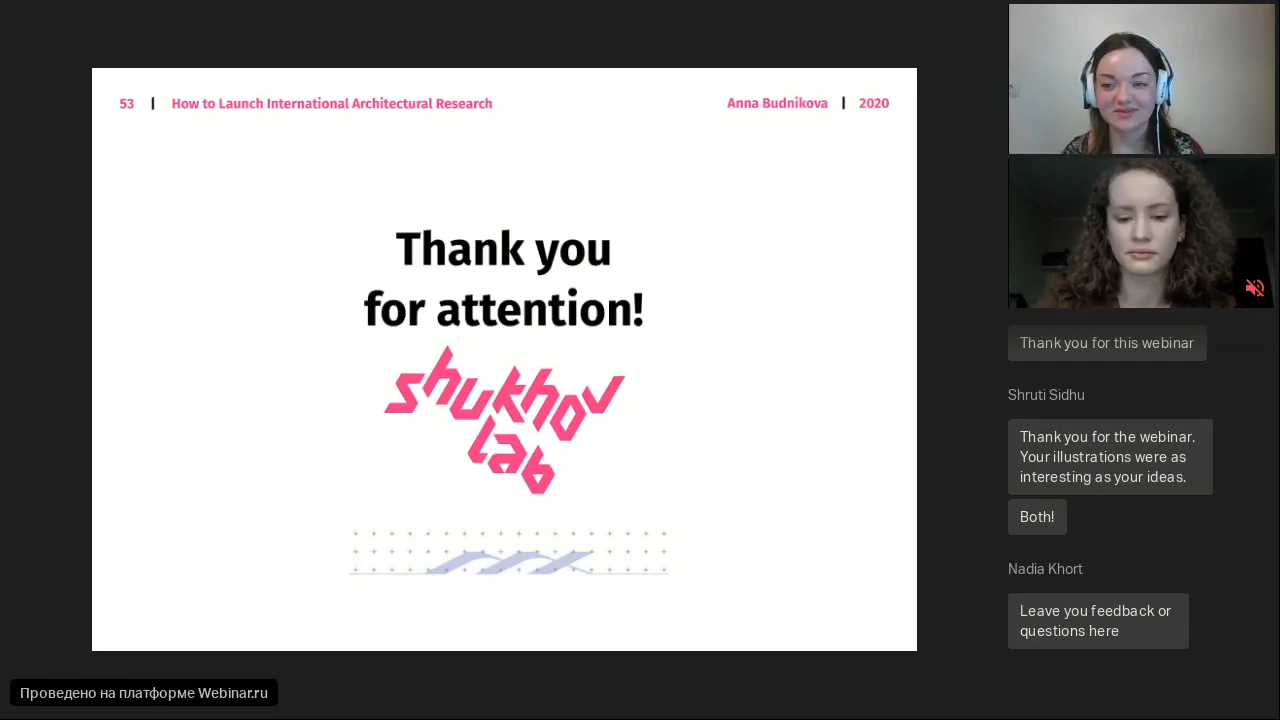 53 | How to Launch International Architectural Research
Anna Budnikova | 2020
Thank you
for attention!
shukhov
lab
Thank you for this webinar
Shruti Sidhu
Thank you for the webinar.
Your illustrations were as
interesting as your ideas.
Both!
Nadia Khort
Leave you feedback or
questions here
Проведено на платформе Webinar.ru